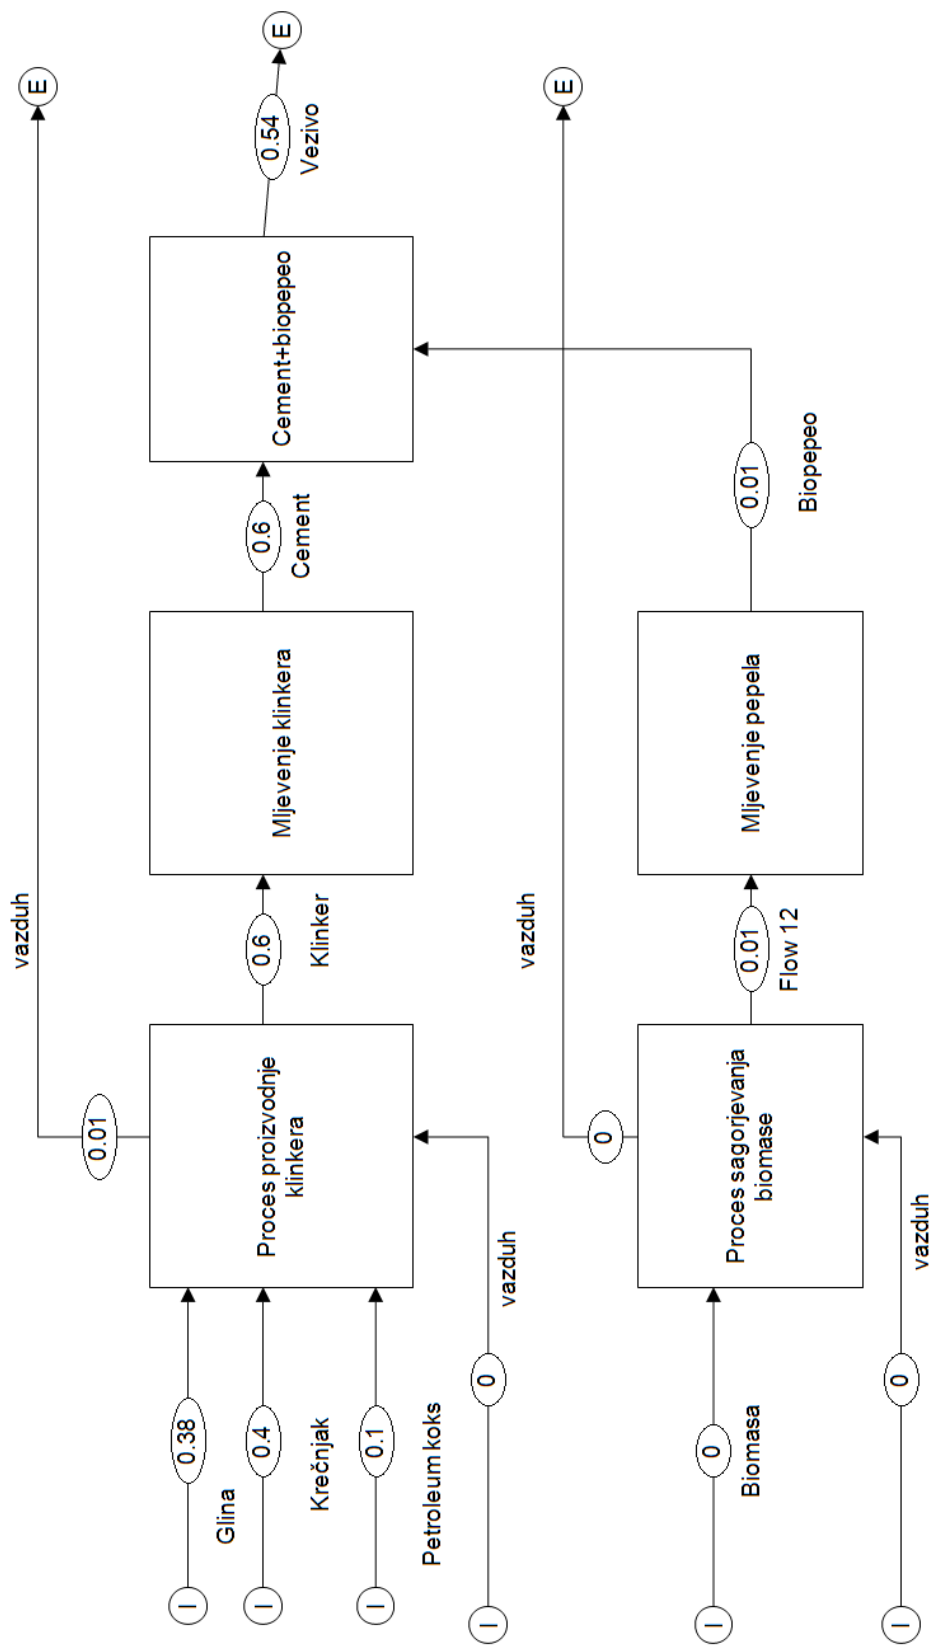 vazduh
E
0.01
I
0.38
Glina
I
0.4
Krečnjak
I
0.1
Petroleum koks
I
0
vazduh
Proces proizvodnje
klinkera
0.6
Klinker
Mljevenje klinkera
0.6
Cement
Cement+biopepeo
0.54
Vezivo
E
vazduh
E
0
I
0
Biomasa
I
0
vazduh
Proces sagorjevanja
biomase
0.01
Flow 12
Mljevenje pepela
0.01
Biopepeo